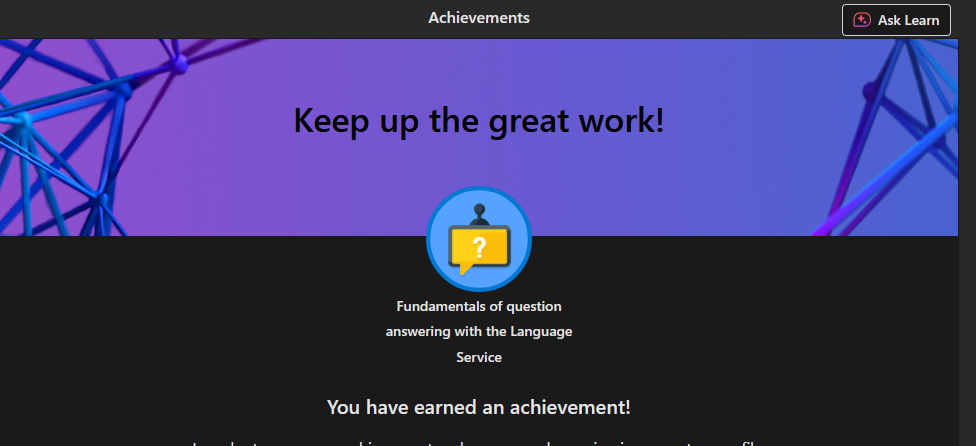 Achievements
Ask Learn
Keep up the great work!
?
Fundamentals of question
answering with the Language
Service
You have earned an achievement!